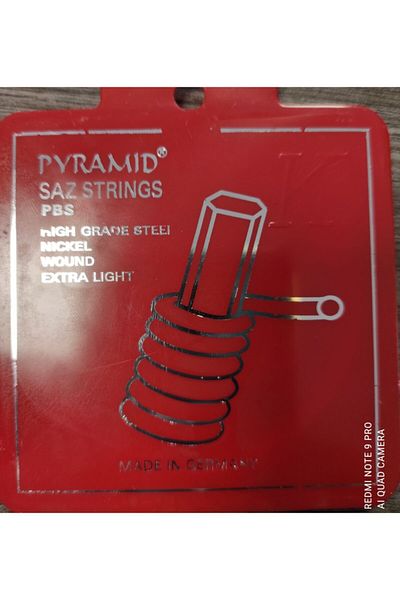 PYRAMID®
SAZ STRINGS
PBS
HIGH GRADE STEEL
NICKEL
WOUND
EXTRA LIGHT
K
MADE IN GERMANY
REDMI NOTE 9 PRO
AI QUAD CAMERA